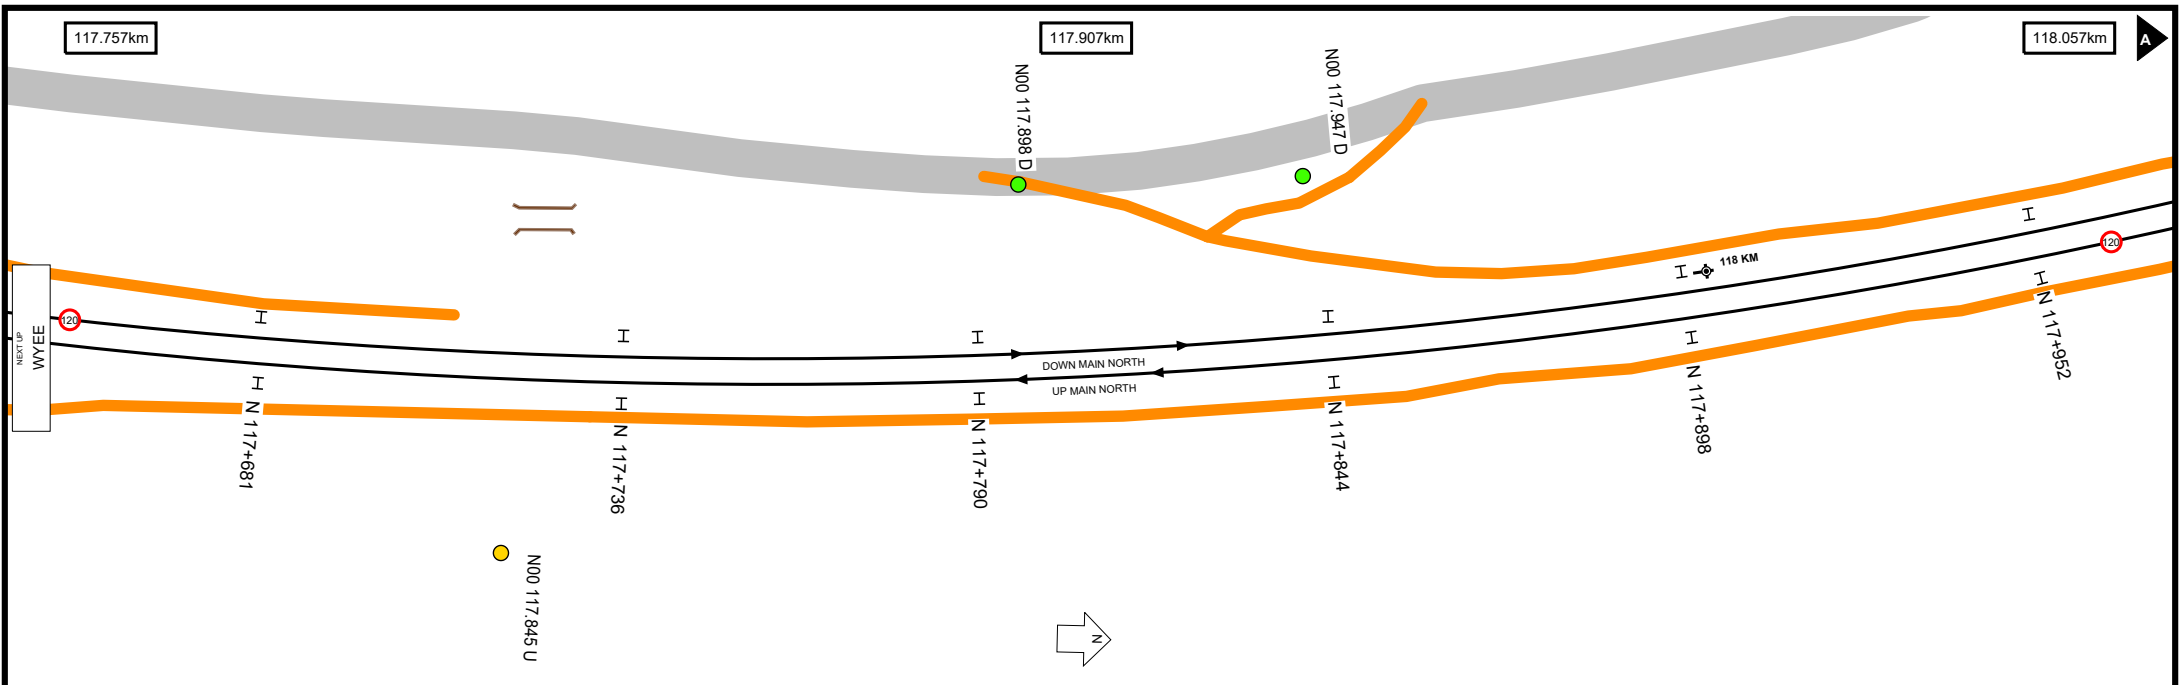 117.757km
117.907km
118.057km
A
N00 117.898 D
N00 117.947 D
118 KM
120
120
NEXT UP
WYEE
DOWN MAIN NORTH
UP MAIN NORTH
N 117+681
N 117+736
N 117+790
N 117+844
N 117+898
N 117+952
N00 117.845 U
N